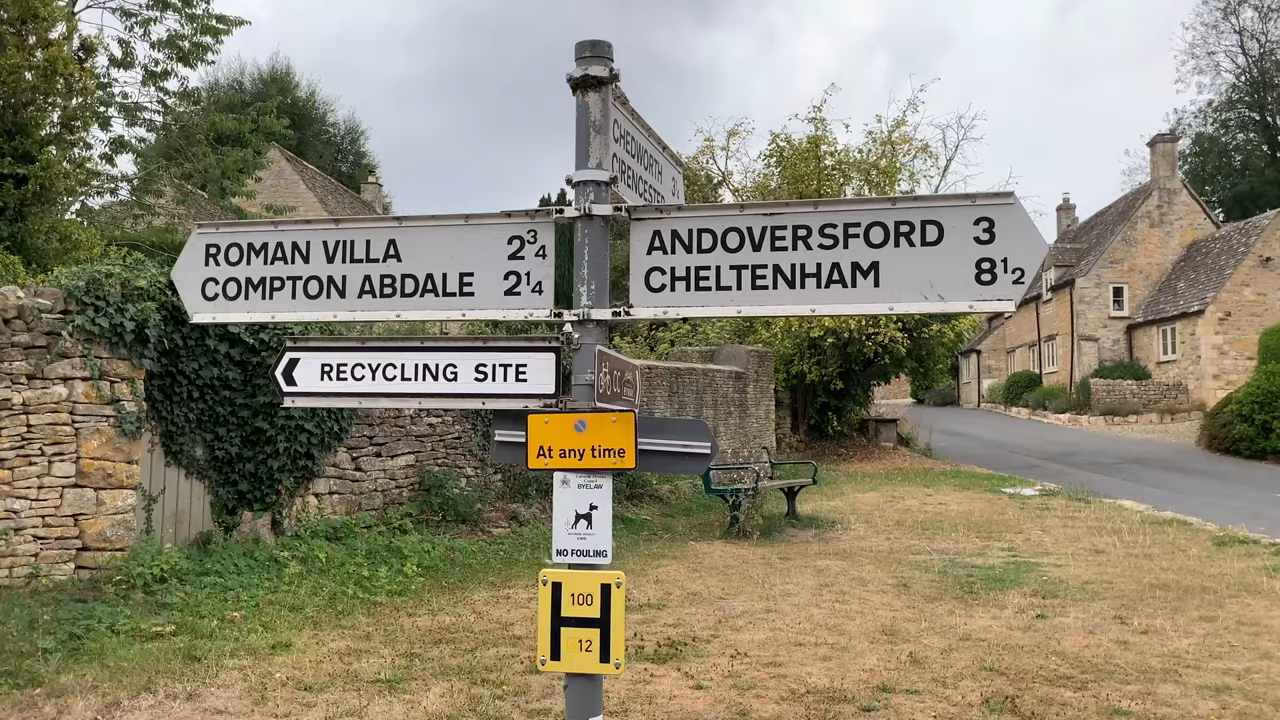 CHEDWORTH
CIRENCESTER
ROMAN VILLA 2¾
COMPTON ABDALE 2¼
ANDOVERSFORD 3
CHELTENHAM 8½
RECYCLING SITE
At any time
BYELAW
NO FOULING
100
H
12